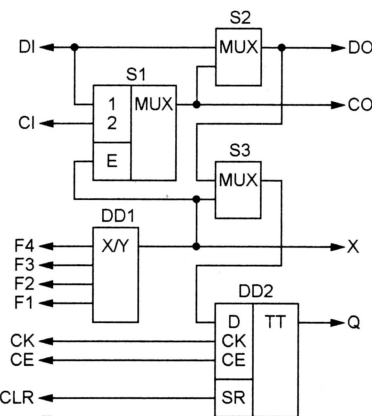 S2
DI MUX DO
S1
1 MUX CO
CI 2
E
S3
MUX
DD1
F4 X/Y X
F3
F2
F1
DD2
D TT Q
CK CK
CE CE
CLR SR